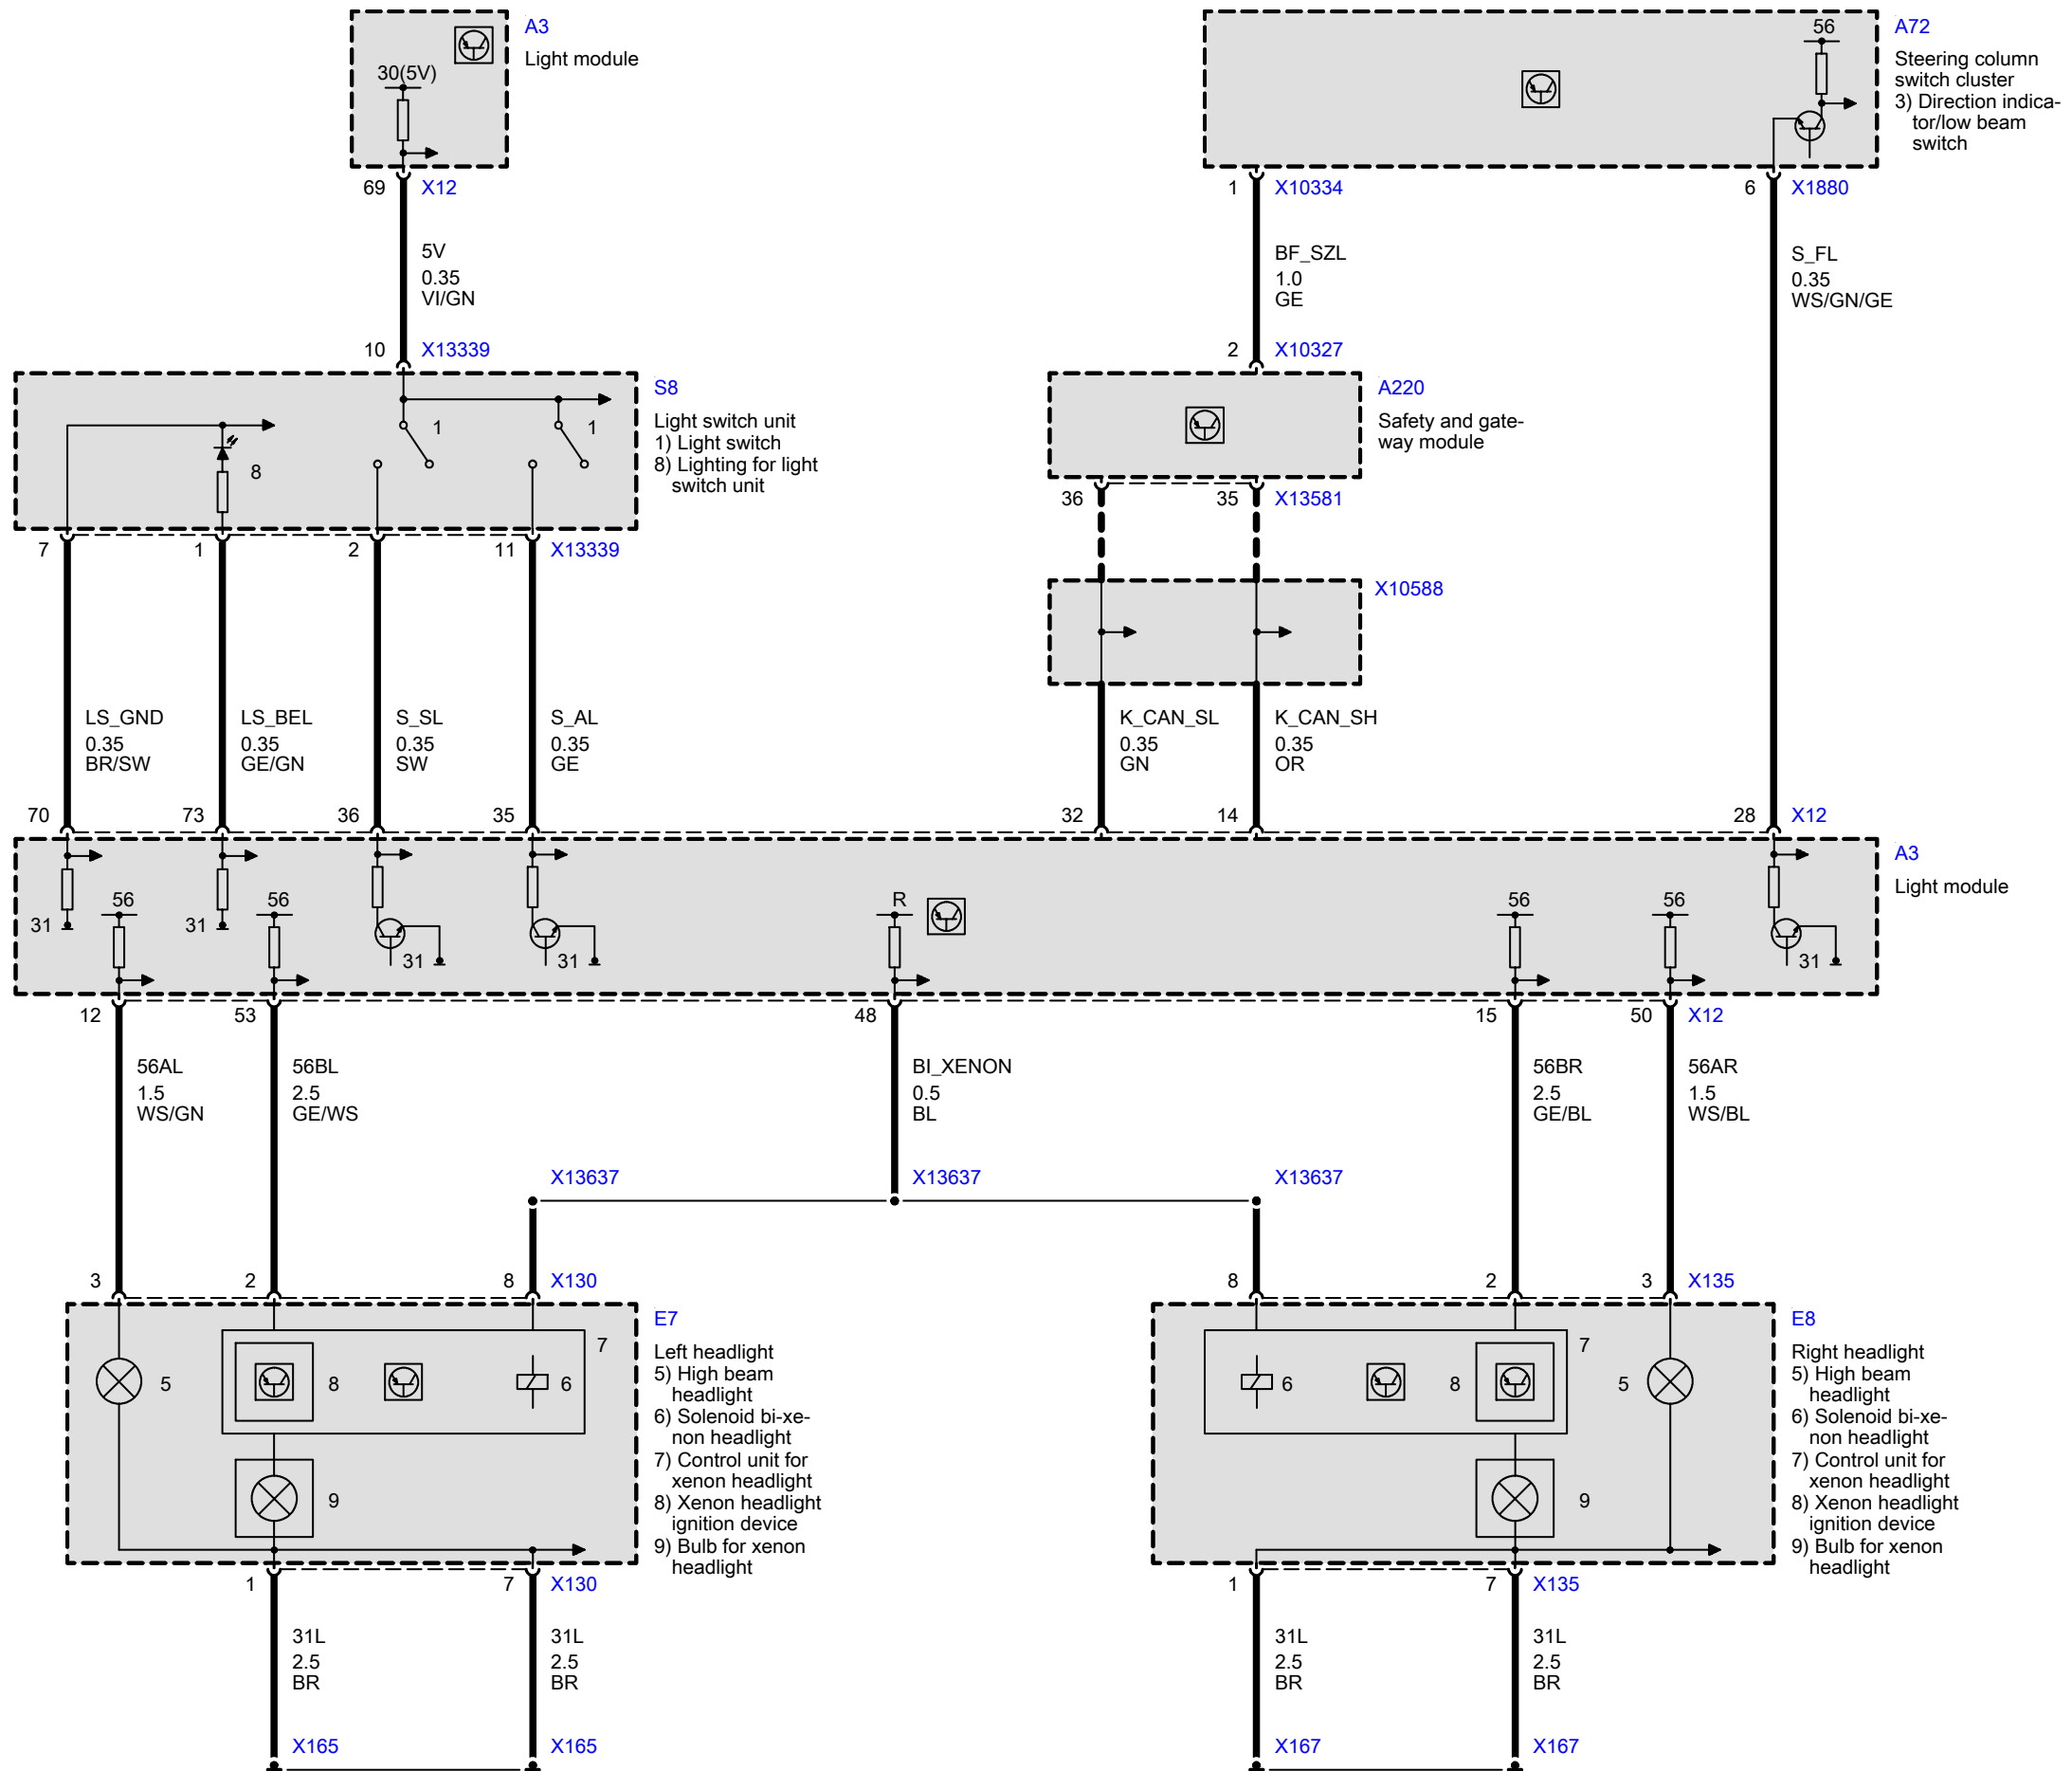 A3
Light module
30(5V)
56
A72
Steering column
switch cluster
3) Direction indica-
tor/low beam
switch
69
X12
1
X10334
6
X1880
5V
0.35
VI/GN
BF_SZL
1.0
GE
S_FL
0.35
WS/GN/GE
10
X13339
2
X10327
S8
Light switch unit
1) Light switch
8) Lighting for light
switch unit
1
1
8
A220
Safety and gate-
way module
7
1
2
11
X13339
36
35
X13581
X10588
LS_GND
0.35
BR/SW
LS_BEL
0.35
GE/GN
S_SL
0.35
SW
S_AL
0.35
GE
K_CAN_SL
0.35
GN
K_CAN_SH
0.35
OR
70
73
36
35
32
14
28
X12
A3
Light module
56
56
R
56
56
31
31
31
31
31
12
53
48
15
50
X12
56AL
1.5
WS/GN
56BL
2.5
GE/WS
BI_XENON
0.5
BL
56BR
2.5
GE/BL
56AR
1.5
WS/BL
X13637
X13637
X13637
3
2
8
X130
8
2
3
X135
E7
Left headlight
5) High beam
headlight
6) Solenoid bi-xe-
non headlight
7) Control unit for
xenon headlight
8) Xenon headlight
ignition device
9) Bulb for xenon
headlight
7
5
8
6
9
E8
Right headlight
5) High beam
headlight
6) Solenoid bi-xe-
non headlight
7) Control unit for
xenon headlight
8) Xenon headlight
ignition device
9) Bulb for xenon
headlight
7
6
8
5
9
1
7
X130
1
7
X135
31L
2.5
BR
31L
2.5
BR
31L
2.5
BR
31L
2.5
BR
X165
X165
X167
X167